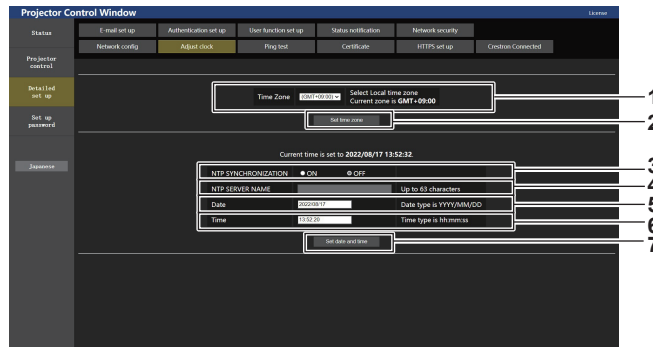 Projector Control Window License
Status
E-mail set up Authentication set up User function set up Status notification Network security
Network config Adjust clock Ping test Certificate HTTPS set up Crestron Connected
Projector
control
Detailed
set up
Set up
password
Japanese
Time Zone (GMT+09:00) Select Local time zone
Current zone is GMT+09:00
1
Set time zone
2
Current time is set to 2022/08/17 13:52:32.
NTP SYNCHRONIZATION ON OFF
3
NTP SERVER NAME Up to 63 characters
4
Date 2022/08/17 Date type is YYYY/MM/DD
5
Time 13:52:20 Time type is hh:mm:ss
6
Set date and time
7